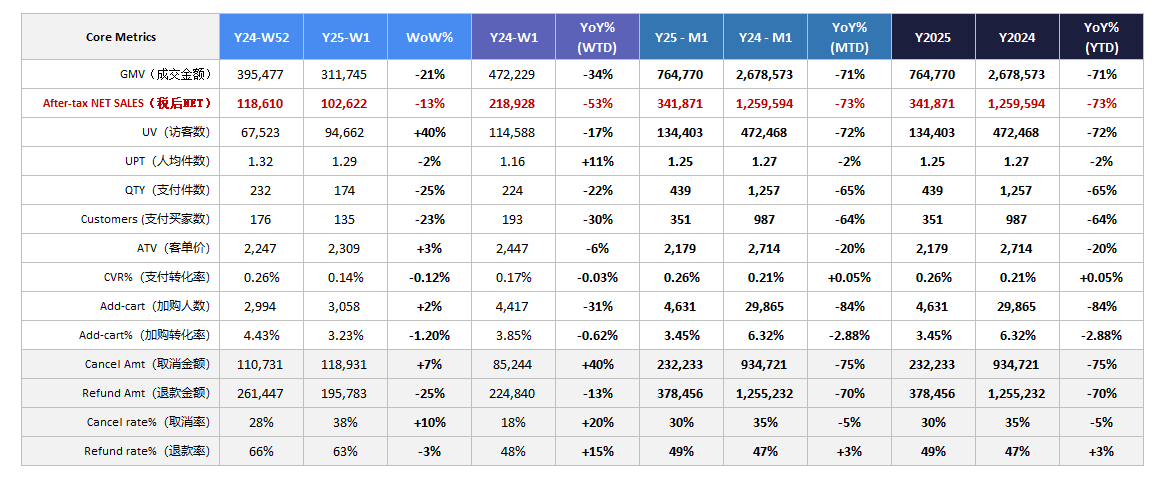 Core Metrics Y24-W52 Y25-W1 WoW% Y24-W1 YoY% (WTD) Y25 - M1 Y24 - M1 YoY% (MTD) Y2025 Y2024 YoY% (YTD)
GMV（成交金额） 395,477 311,745 -21% 472,229 -34% 764,770 2,678,573 -71% 764,770 2,678,573 -71%
After-tax NET SALES（税后NET） 118,610 102,622 -13% 218,928 -53% 341,871 1,259,594 -73% 341,871 1,259,594 -73%
UV（访客数） 67,523 94,662 +40% 114,588 -17% 134,403 472,468 -72% 134,403 472,468 -72%
UPT（人均件数） 1.32 1.29 -2% 1.16 +11% 1.25 1.27 -2% 1.25 1.27 -2%
QTY（支付件数） 232 174 -25% 224 -22% 439 1,257 -65% 439 1,257 -65%
Customers (支付买家数) 176 135 -23% 193 -30% 351 987 -64% 351 987 -64%
ATV（客单价） 2,247 2,309 +3% 2,447 -6% 2,179 2,714 -20% 2,179 2,714 -20%
CVR%（支付转化率） 0.26% 0.14% -0.12% 0.17% -0.03% 0.26% 0.21% +0.05% 0.26% 0.21% +0.05%
Add-cart（加购人数） 2,994 3,058 +2% 4,417 -31% 4,631 29,865 -84% 4,631 29,865 -84%
Add-cart%（加购转化率） 4.43% 3.23% -1.20% 3.85% -0.62% 3.45% 6.32% -2.88% 3.45% 6.32% -2.88%
Cancel Amt（取消金额） 110,731 118,931 +7% 85,244 +40% 232,233 934,721 -75% 232,233 934,721 -75%
Refund Amt（退款金额） 261,447 195,783 -25% 224,840 -13% 378,456 1,255,232 -70% 378,456 1,255,232 -70%
Cancel rate%（取消率） 28% 38% +10% 18% +20% 30% 35% -5% 30% 35% -5%
Refund rate%（退款率） 66% 63% -3% 48% +15% 49% 47% +3% 49% 47% +3%